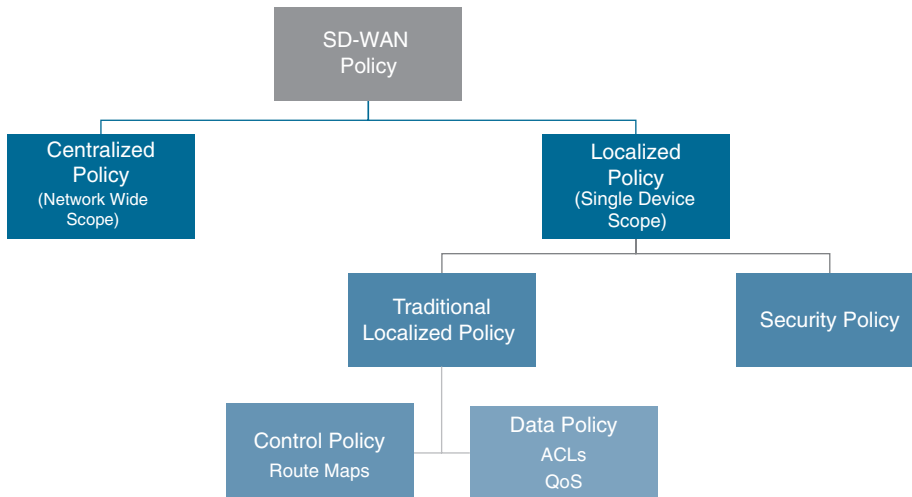 SD-WAN
Policy
Centralized
Policy
(Network Wide
Scope)
Localized
Policy
(Single Device
Scope)
Traditional
Localized Policy
Security Policy
Control Policy
Route Maps
Data Policy
ACLs
QoS